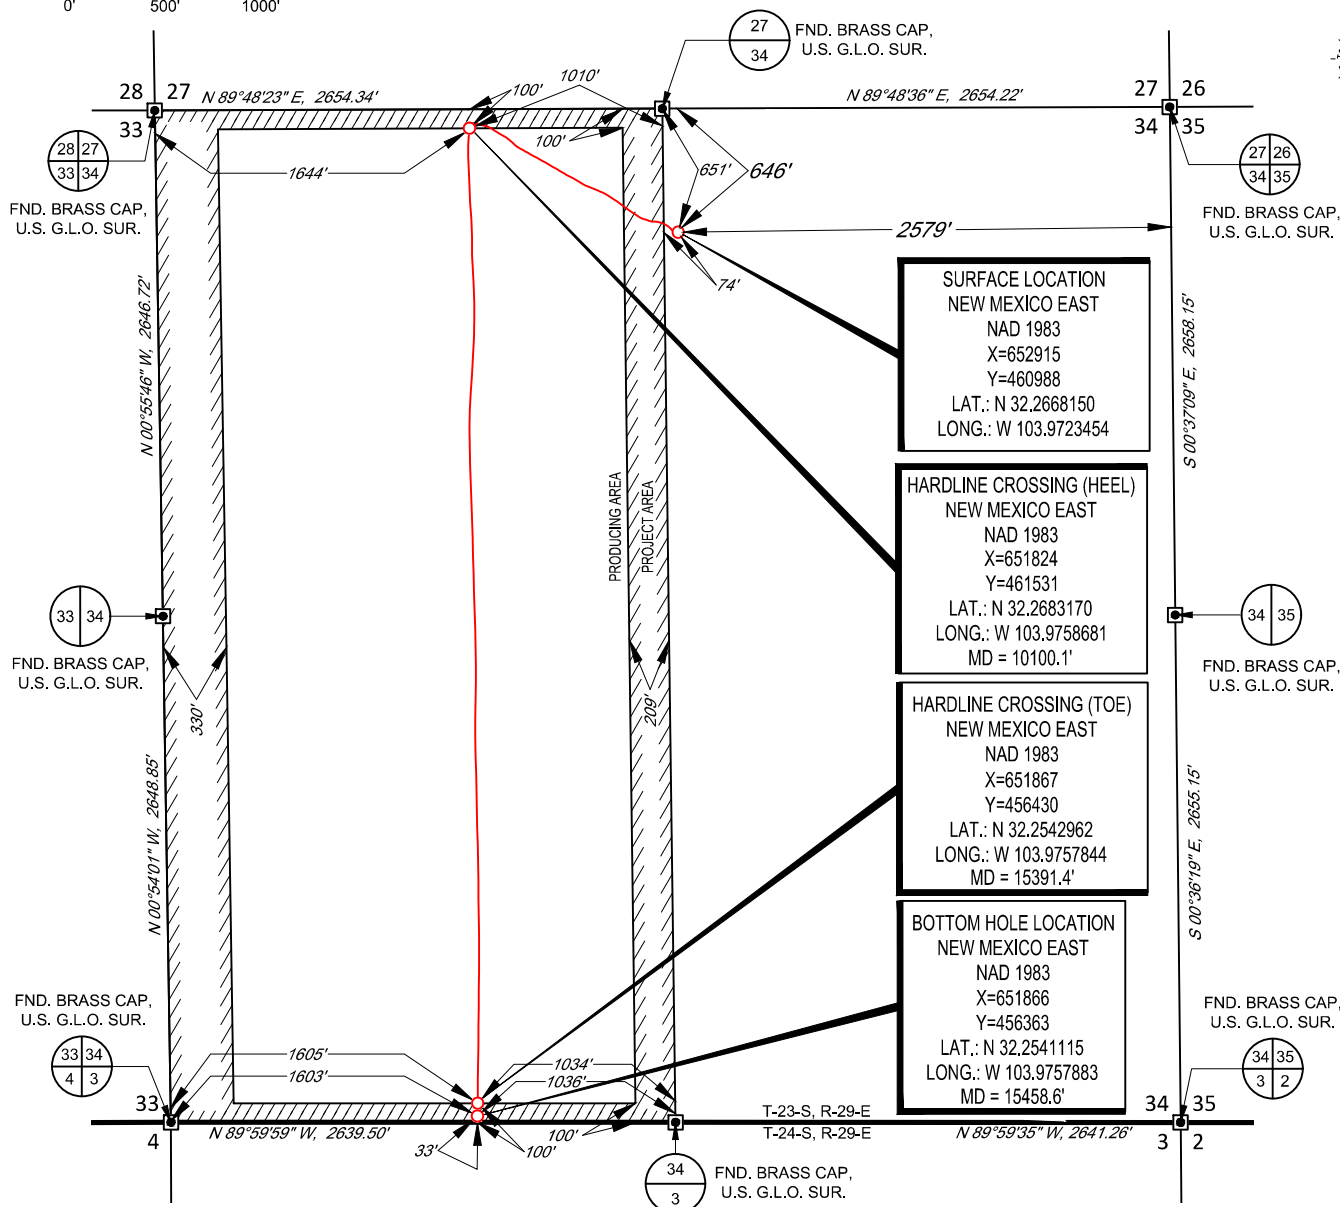 0' 500' 1000'
27
34
FND. BRASS CAP,
U.S. G.L.O. SUR.
28 27
33
N 89°48'23" E, 2654.34'
100'
1010'
N 89°48'36" E, 2654.22'
27 26
34 35
28 27
33 34
FND. BRASS CAP,
U.S. G.L.O. SUR.
1644'
100'
651'
646'
27 26
34 35
FND. BRASS CAP,
U.S. G.L.O. SUR.
2579'
74'
SURFACE LOCATION
NEW MEXICO EAST
NAD 1983
X=652915
Y=460988
LAT.: N 32.2668150
LONG.: W 103.9723454
N 00°55'46" W, 2646.72'
S 00°37'09" E, 2658.15'
HARDLINE CROSSING (HEEL)
NEW MEXICO EAST
NAD 1983
X=651824
Y=461531
LAT.: N 32.2683170
LONG.: W 103.9758681
MD = 10100.1'
PRODUCING AREA
PROJECT AREA
33 34
FND. BRASS CAP,
U.S. G.L.O. SUR.
34 35
FND. BRASS CAP,
U.S. G.L.O. SUR.
330'
209'
HARDLINE CROSSING (TOE)
NEW MEXICO EAST
NAD 1983
X=651867
Y=456430
LAT.: N 32.2542962
LONG.: W 103.9757844
MD = 15391.4'
N 00°54'01" W, 2648.85'
S 00°36'19" E, 2655.15'
BOTTOM HOLE LOCATION
NEW MEXICO EAST
NAD 1983
X=651866
Y=456363
LAT.: N 32.2541115
LONG.: W 103.9757883
MD = 15458.6'
FND. BRASS CAP,
U.S. G.L.O. SUR.
33 34
4 3
FND. BRASS CAP,
U.S. G.L.O. SUR.
34 35
3 2
1605'
1603'
1034'
1036'
33
4
N 89°59'59" W, 2639.50'
33'
100'
100'
T-23-S, R-29-E
T-24-S, R-29-E
N 89°59'35" W, 2641.26'
34 35
3 2
34
3
FND. BRASS CAP,
U.S. G.L.O. SUR.